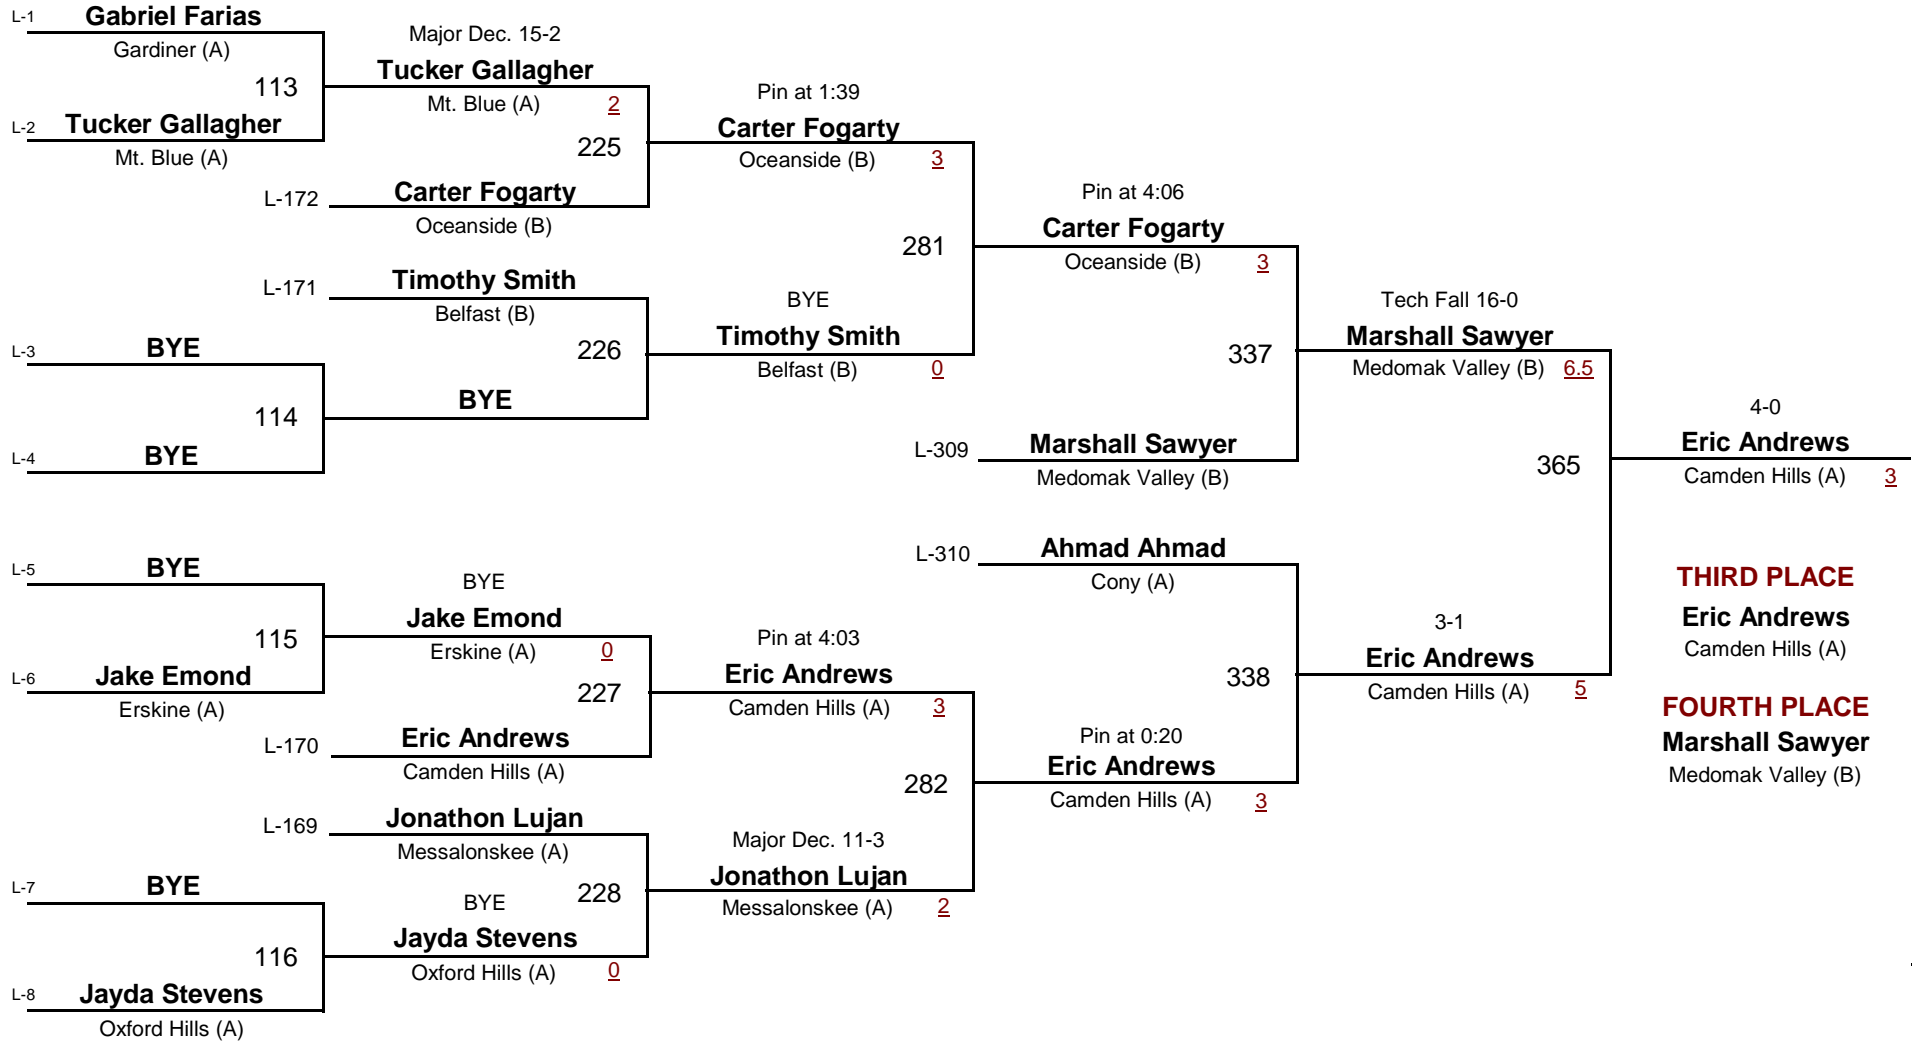 L-1
Gabriel Farias
Gardiner (A)
113
L-2
Tucker Gallagher
Mt. Blue (A)
L-3
BYE
114
L-4
BYE
L-5
BYE
115
L-6
Jake Emond
Erskine (A)
L-7
BYE
116
L-8
Jayda Stevens
Oxford Hills (A)
Major Dec. 15-2
Tucker Gallagher
Mt. Blue (A) 2
225
L-172
Carter Fogarty
Oceanside (B)
L-171
Timothy Smith
Belfast (B)
226
BYE
BYE
Jake Emond
Erskine (A) 0
227
L-170
Eric Andrews
Camden Hills (A)
L-169
Jonathon Lujan
Messalonskee (A)
228
BYE
Jayda Stevens
Oxford Hills (A) 0
Pin at 1:39
Carter Fogarty
Oceanside (B) 3
281
BYE
Timothy Smith
Belfast (B) 0
Pin at 4:03
Eric Andrews
Camden Hills (A) 3
282
Major Dec. 11-3
Jonathon Lujan
Messalonskee (A) 2
Pin at 4:06
Carter Fogarty
Oceanside (B) 3
337
L-309
Marshall Sawyer
Medomak Valley (B)
L-310
Ahmad Ahmad
Cony (A)
338
Pin at 0:20
Eric Andrews
Camden Hills (A) 3
Tech Fall 16-0
Marshall Sawyer
Medomak Valley (B) 6.5
365
3-1
Eric Andrews
Camden Hills (A) 5
4-0
Eric Andrews
Camden Hills (A) 3
THIRD PLACE
Eric Andrews
Camden Hills (A)
FOURTH PLACE
Marshall Sawyer
Medomak Valley (B)